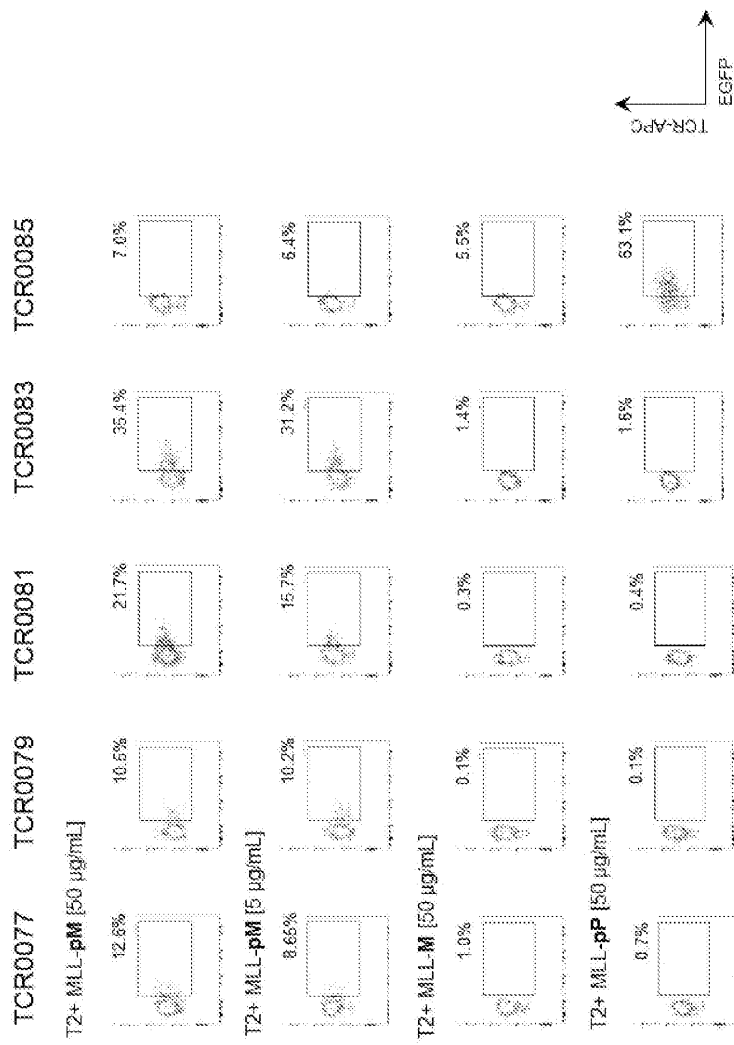 TCR0077 TCR0079 TCR0081 TCR0083 TCR0085
T2+ MLL-pM [50 µg/mL]
12.6% 10.5% 21.7% 35.4% 7.0%
T2+ MLL-pM [5 µg/mL]
8.66% 10.2% 15.7% 31.2% 6.4%
T2+ MLL-M [50 µg/mL]
1.0% 0.1% 0.3% 1.4% 5.5%
T2+ MLL-pP [50 µg/mL]
0.7% 0.1% 0.4% 1.6% 63.1%
TCR-APC
EGFP